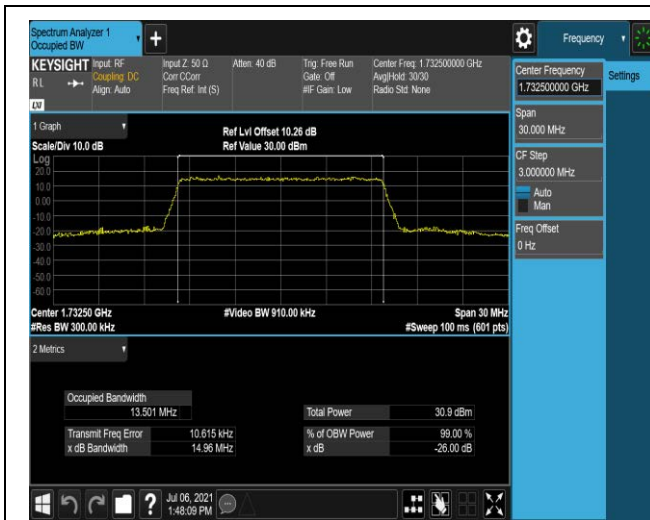 Spectrum Analyzer 1
Occupied BW
Frequency
KEYSIGHT
RL
LXI
Input: RF
Coupling: DC
Align: Auto
Input Z: 50 Ω
Corr CCorr
Freq Ref: Int (S)
Atten: 40 dB
Trig: Free Run
Gate: Off
#IF Gain: Low
Center Freq: 1.732500000 GHz
Avg|Hold: 30/30
Radio Std: None
Center Frequency
1.732500000 GHz
Settings
Span
30.000 MHz
CF Step
3.000000 MHz
Auto
Man
Freq Offset
0 Hz
1 Graph
Scale/Div 10.0 dB
Ref Lvl Offset 10.26 dB
Ref Value 30.00 dBm
Log
20.0
10.0
0.00
-10.0
-20.0
-30.0
-40.0
-50.0
-60.0
Center 1.73250 GHz
#Res BW 300.00 kHz
#Video BW 910.00 kHz
Span 30 MHz
#Sweep 100 ms (601 pts)
2 Metrics
Occupied Bandwidth
13.501 MHz
Total Power 30.9 dBm
Transmit Freq Error 10.615 kHz
% of OBW Power 99.00 %
x dB Bandwidth 14.96 MHz
x dB -26.00 dB
?
Jul 06, 2021
1:48:09 PM